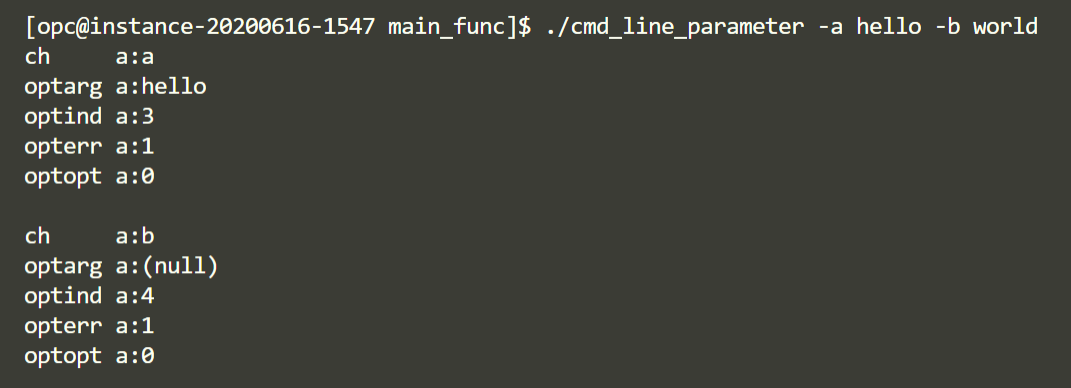 [opc@instance-20200616-1547 main_func]$ ./cmd_line_parameter -a hello -b world
ch     a:a
optarg a:hello
optind a:3
opterr a:1
optopt a:0

ch     a:b
optarg a:(null)
optind a:4
opterr a:1
optopt a:0